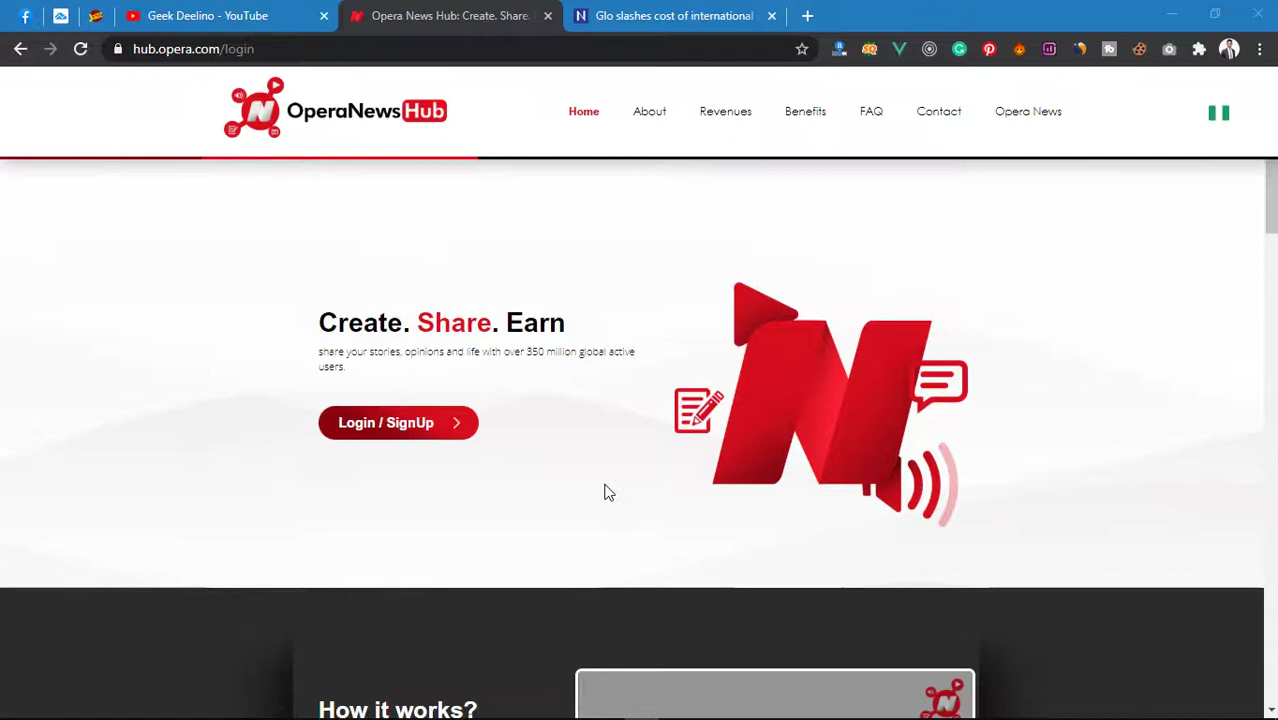 Geek Deelino - YouTube
Opera News Hub: Create. Share.
Glo slashes cost of international
hub.opera.com/login
OperaNewsHub
Home
About
Revenues
Benefits
FAQ
Contact
Opera News
Create. Share. Earn
share your stories, opinions and life with over 350 million global active
users.
Login / SignUp
How it works?